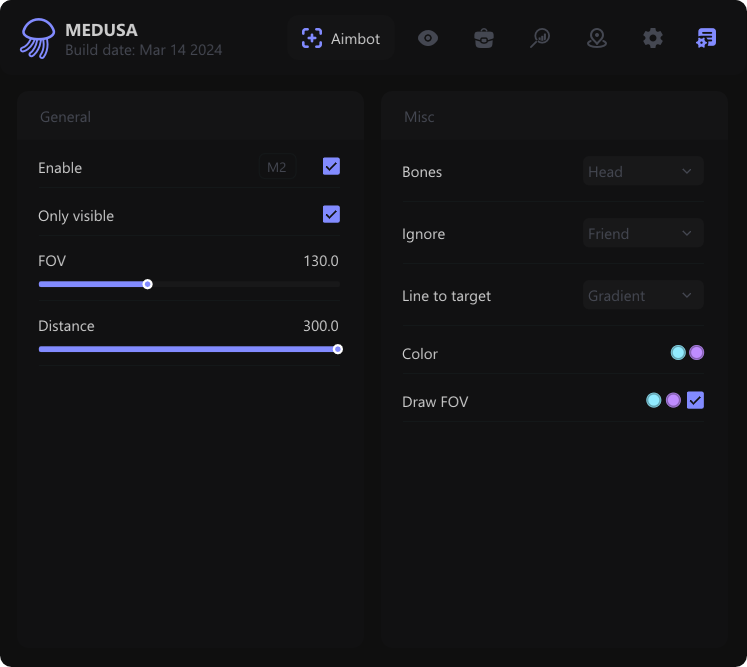 MEDUSA
Build date: Mar 14 2024
Aimbot
General
Enable M2
Only visible
FOV 130.0
Distance 300.0
Misc
Bones Head
Ignore Friend
Line to target Gradient
Color
Draw FOV